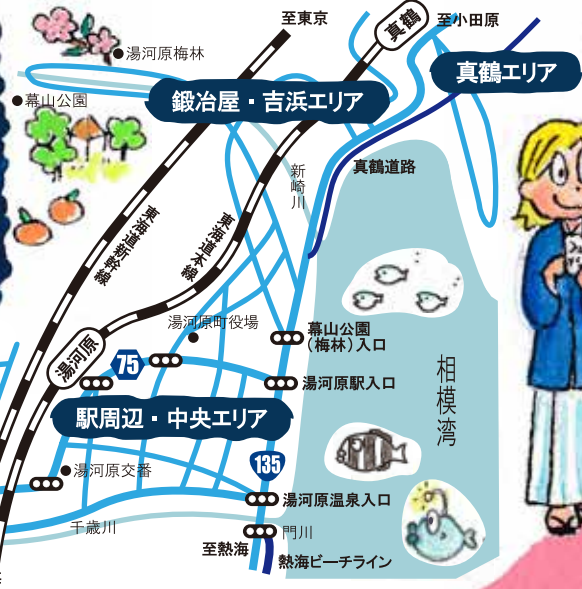 至東京
真鶴
至小田原
湯河原梅林
真鶴エリア
幕山公園
鍛冶屋・吉浜エリア
新崎川
真鶴道路
東海道新幹線
東海道本線
湯河原町役場
幕山公園
(梅林)入口
湯河原
75
湯河原駅入口
相模湾
駅周辺・中央エリア
135
湯河原交番
湯河原温泉入口
千歳川
門川
至熱海
熱海ビーチライン